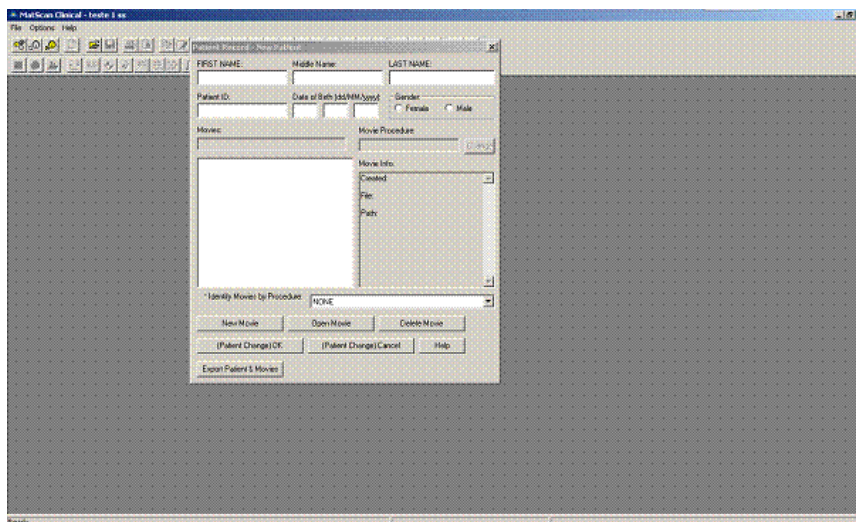 MatScan Clinical - teste 1 ss
File Options Help
Patient Record - New Patient
FIRST NAME: Middle Name: LAST NAME:
Patient ID: Date of Birth (dd/MM/yyyy) Gender
Female Male
Movies: Movie Procedure
Change
Movie Info:
Created:
File:
Path:
* Identify Movies by Procedure NONE
New Movie Open Movie Delete Movie
(Patient Change) OK (Patient Change) Cancel Help
Export Patient & Movies
Ready